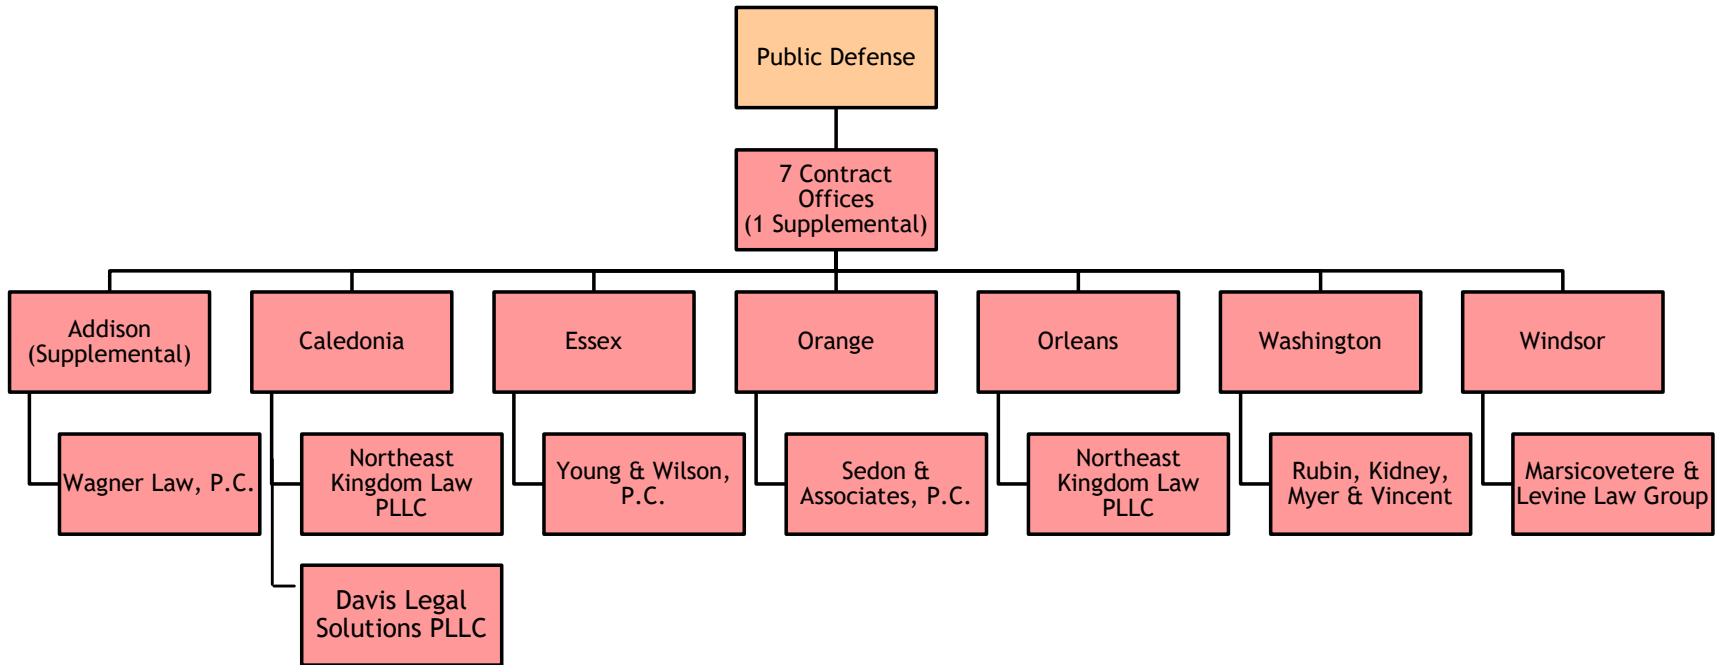 Public Defense
7 Contract
Offices
(1 Supplemental)
Addison
(Supplemental)
Caledonia
Essex
Orange
Orleans
Washington
Windsor
Wagner Law, P.C.
Northeast
Kingdom Law
PLLC
Young & Wilson,
P.C.
Sedon &
Associates, P.C.
Northeast
Kingdom Law
PLLC
Rubin, Kidney,
Myer & Vincent
Marsicovetere &
Levine Law Group
Davis Legal
Solutions PLLC